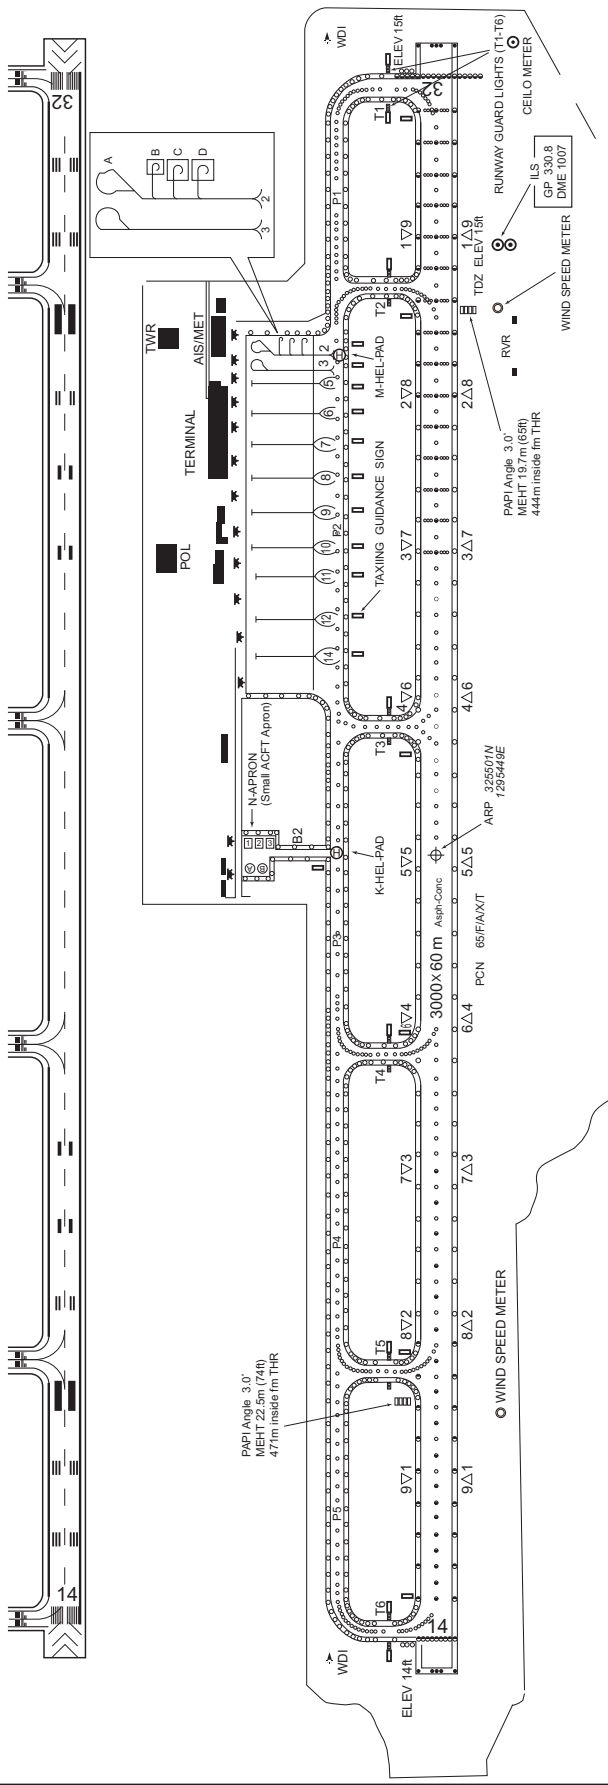 32
14
A
B
C
D
2
3
TWR
AIS/MET
TERMINAL
POL
N-APRON
(Small ACFT Apron)
1
2
3
A
B
B2
2
3
5
6
7
8
9
10
11
12
14
M-HEL-PAD
K-HEL-PAD
TAXIING GUIDANCE SIGN
WDI
ELEV 15ft
RUNWAY GUARD LIGHTS (T1-T6)
CEILO METER
ILS
GP 330.8
DME 1007
TDZ ELEV 15ft
WIND SPEED METER
RVR
PAPI Angle 3.0°
MEHT 19.7m (65ft)
444m inside fm THR
32
T1
T2
T3
T4
T5
T6
P1
P2
P3
P4
P5
1▽9
2▽8
3▽7
4▽6
5▽5
6▽4
7▽3
8▽2
9▽1
1△9
2△8
3△7
4△6
5△5
6△4
7△3
8△2
9△1
ARP 325501N
1295449E
3000×60m Asph-Conc
PCN 65/F/A/X/T
PAPI Angle 3.0°
MEHT 22.5m (74ft)
471m inside fm THR
WIND SPEED METER
14
WDI
ELEV 14ft